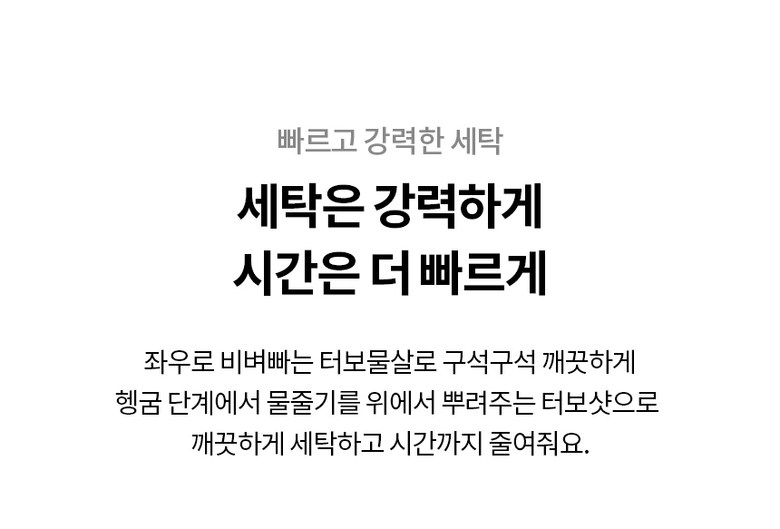 빠르고 강력한 세탁
세탁은 강력하게
시간은 더 빠르게
좌우로 비벼빠는 터보물살로 구석구석 깨끗하게
헹굼 단계에서 물줄기를 위에서 뿌려주는 터보샷으로
깨끗하게 세탁하고 시간까지 줄여줘요.